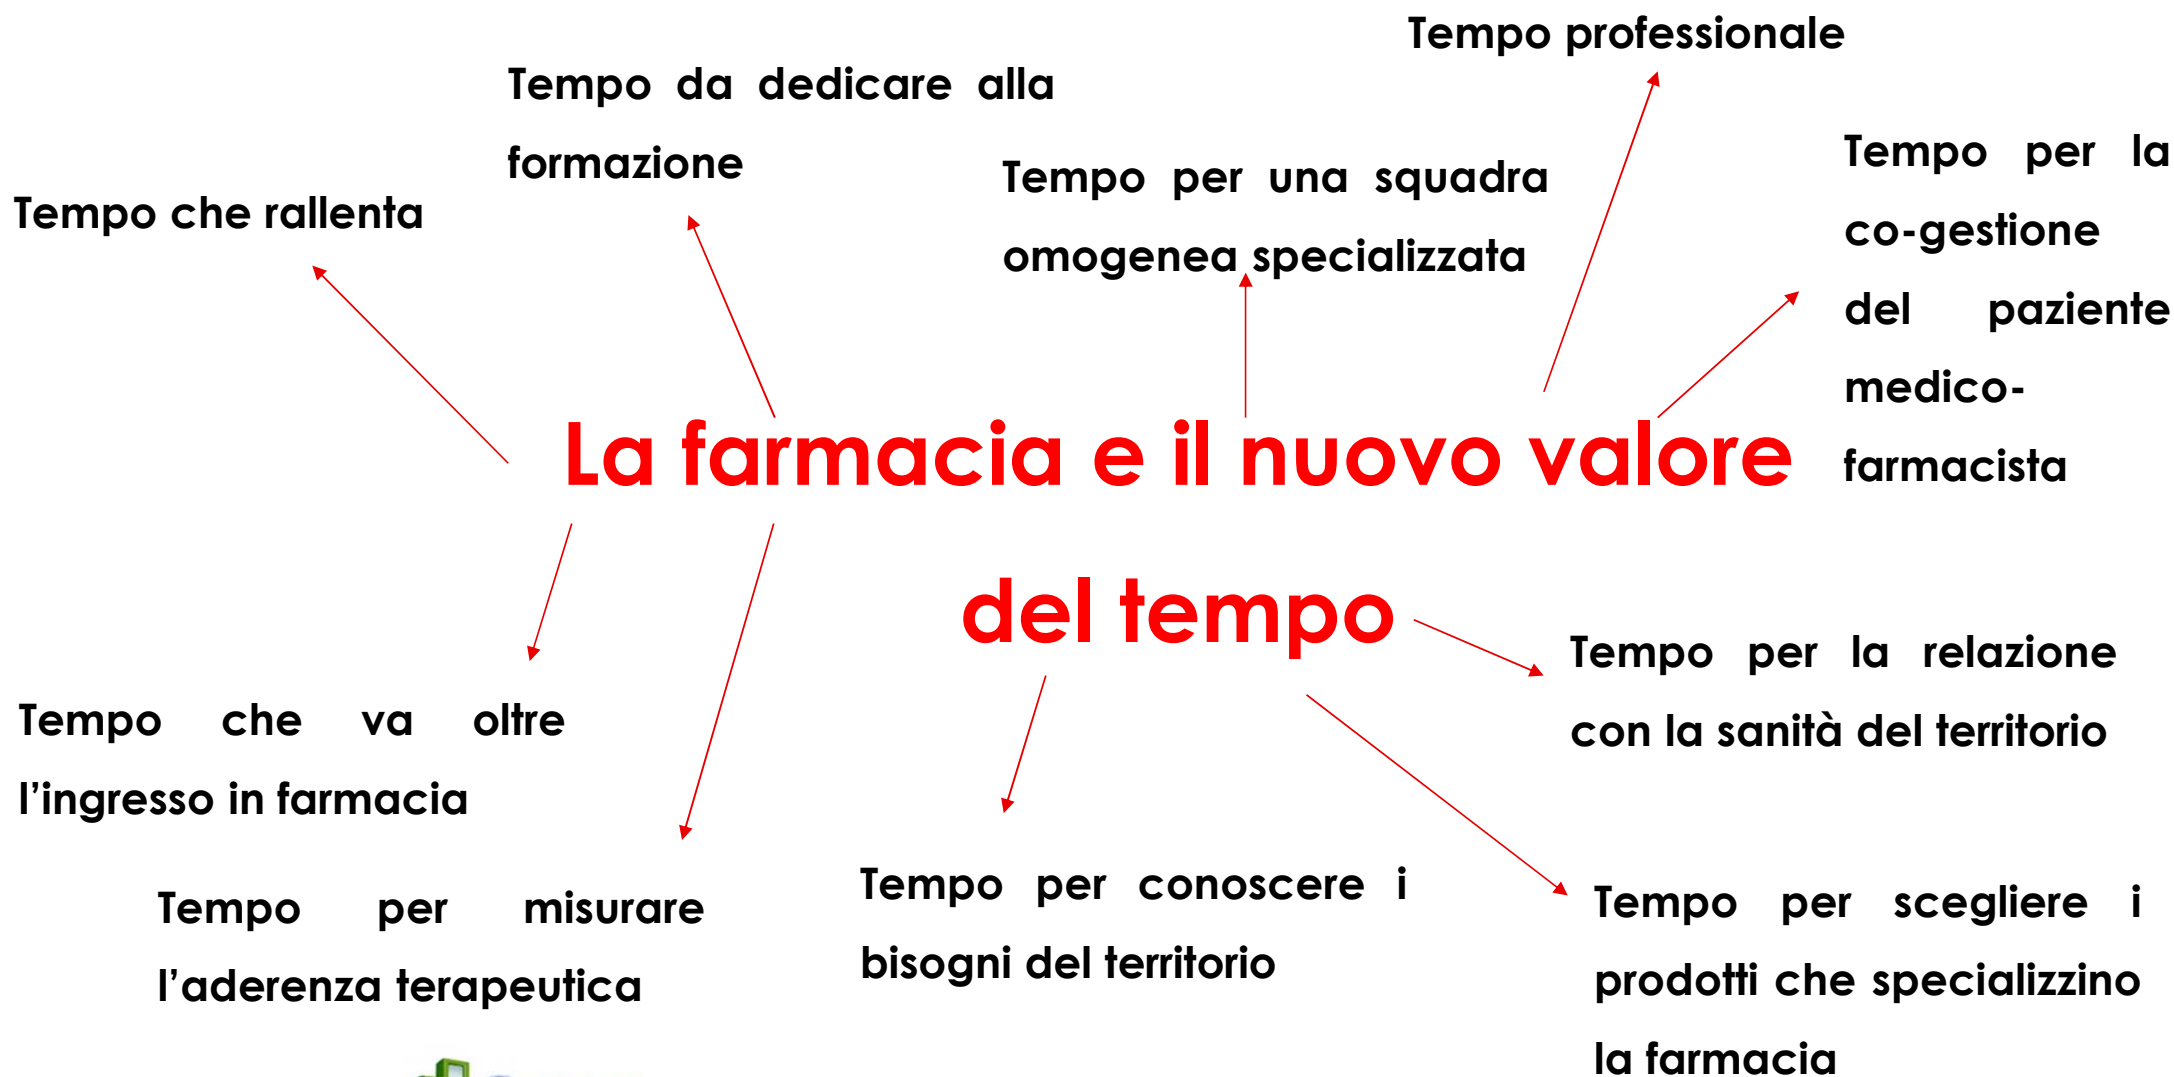 Tempo professionale
Tempo da dedicare alla
formazione
Tempo per una squadra
omogenea specializzata
Tempo per la
co-gestione
del paziente
medico-
farmacista
Tempo che rallenta
La farmacia e il nuovo valore
del tempo
Tempo che va oltre
l’ingresso in farmacia
Tempo per misurare
l’aderenza terapeutica
Tempo per conoscere i
bisogni del territorio
Tempo per la relazione
con la sanità del territorio
Tempo per scegliere i
prodotti che specializzino
la farmacia